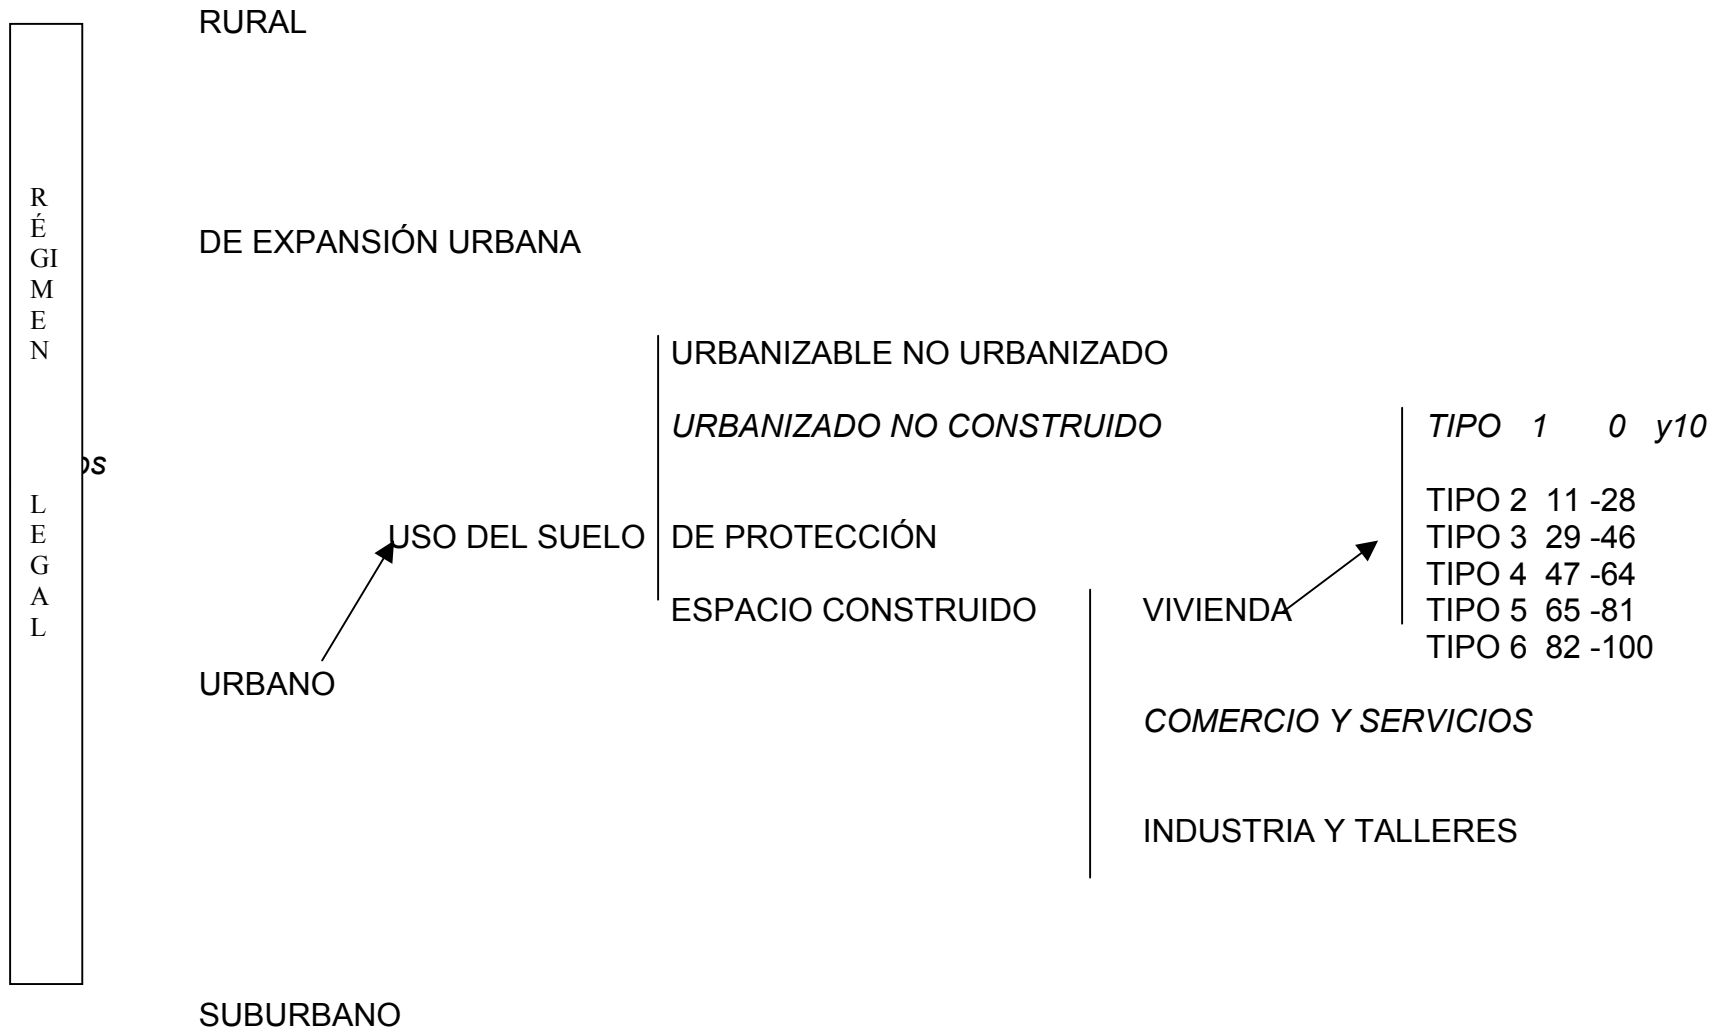 RURAL
R
É
GI
M
E
N
L
E
G
A
L
DE EXPANSIÓN URBANA
URBANIZABLE NO URBANIZADO
URBANIZADO NO CONSTRUIDO
TIPO 1 0 y10
TIPO 2 11 -28
USO DEL SUELO
DE PROTECCIÓN
TIPO 3 29 -46
TIPO 4 47 -64
ESPACIO CONSTRUIDO
VIVIENDA
TIPO 5 65 -81
TIPO 6 82 -100
URBANO
COMERCIO Y SERVICIOS
INDUSTRIA Y TALLERES
SUBURBANO